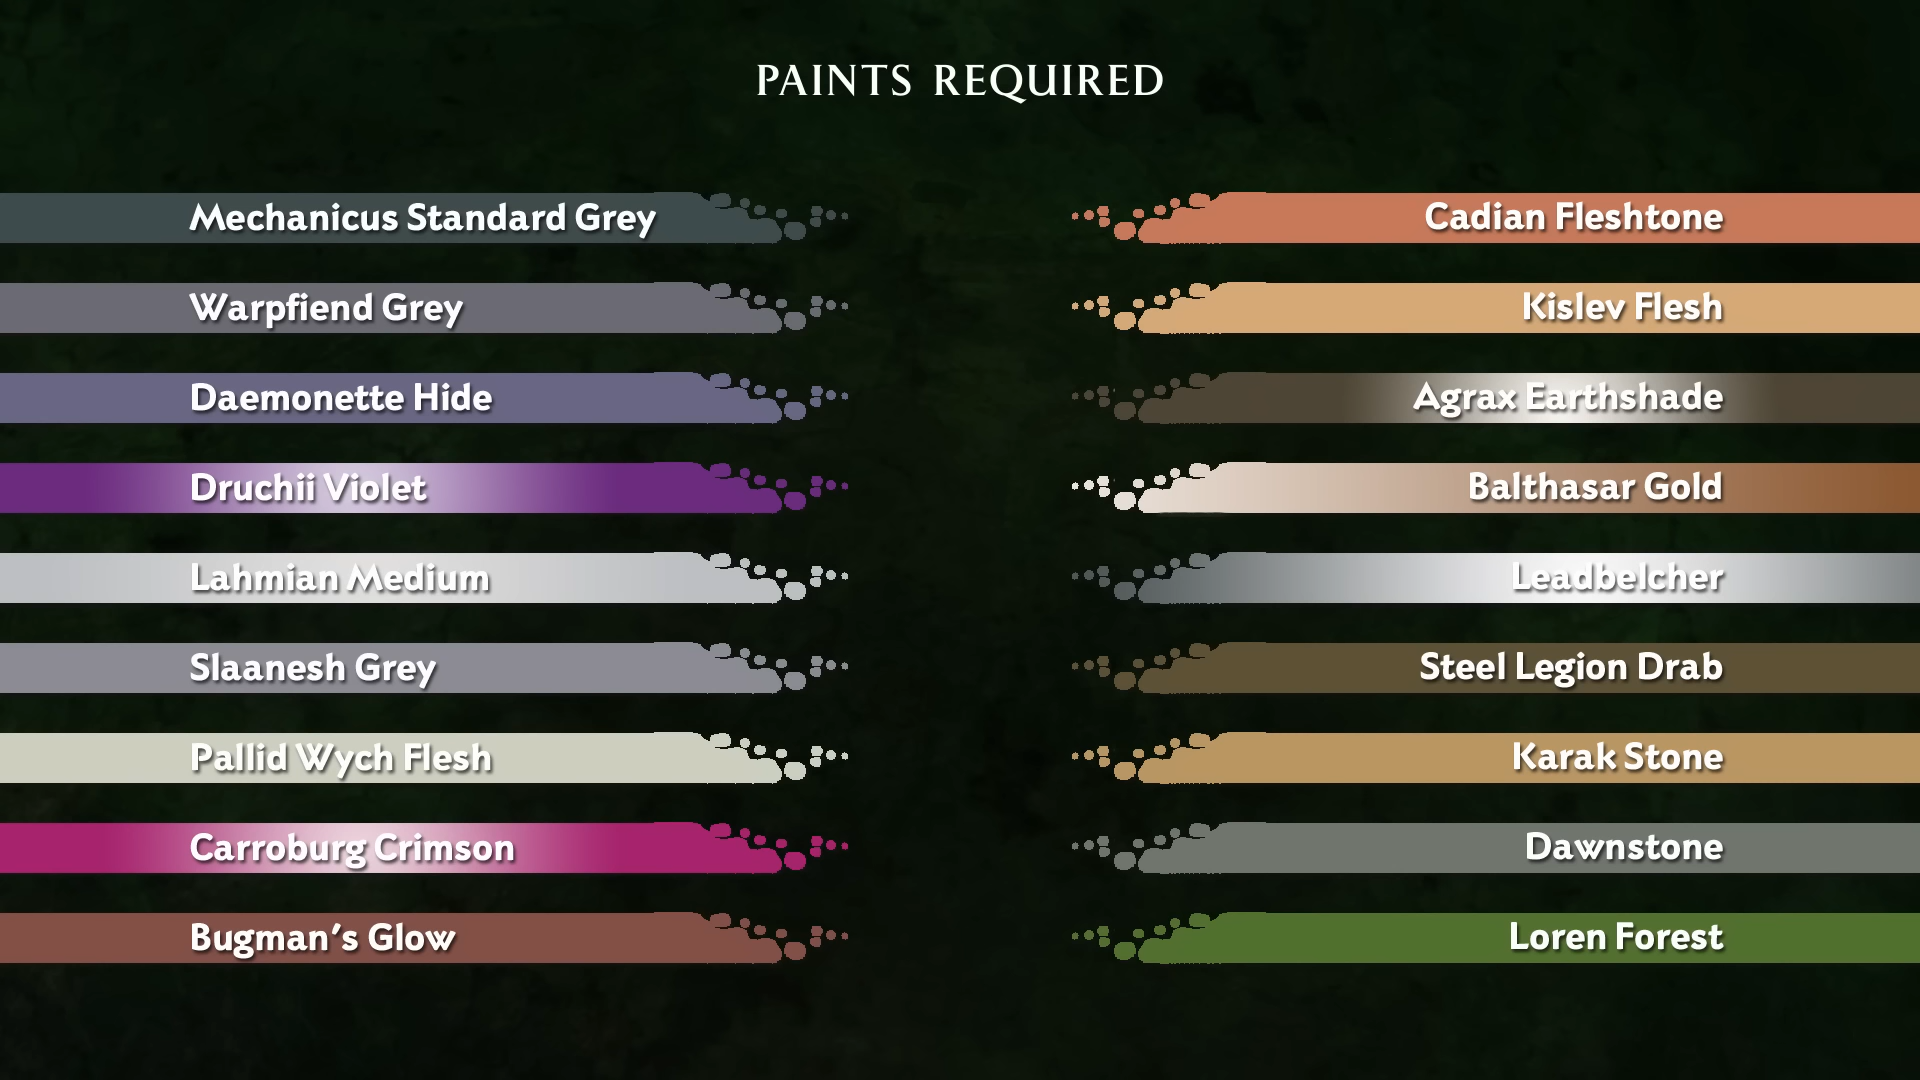 PAINTS REQUIRED
Mechanicus Standard Grey
Warpfiend Grey
Daemonette Hide
Druchii Violet
Lahmian Medium
Slaanesh Grey
Pallid Wych Flesh
Carroburg Crimson
Bugman's Glow
Cadian Fleshtone
Kislev Flesh
Agrax Earthshade
Balthasar Gold
Leadbelcher
Steel Legion Drab
Karak Stone
Dawnstone
Loren Forest